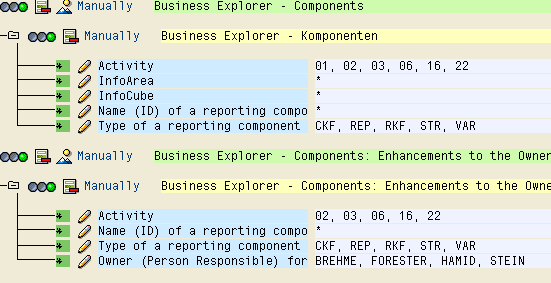 Manually Business Explorer - Components
Manually Business Explorer - Komponenten
Activity 01, 02, 03, 06, 16, 22
InfoArea *
InfoCube *
Name (ID) of a reporting compo *
Type of a reporting component CKF, REP, RKF, STR, VAR
Manually Business Explorer - Components: Enhancements to the Owner
Manually Business Explorer - Components: Enhancements to the Owne
Activity 02, 03, 06, 16, 22
Name (ID) of a reporting compo *
Type of a reporting component CKF, REP, RKF, STR, VAR
Owner (Person Responsible) for BREHME, FORESTER, HAMID, STEIN